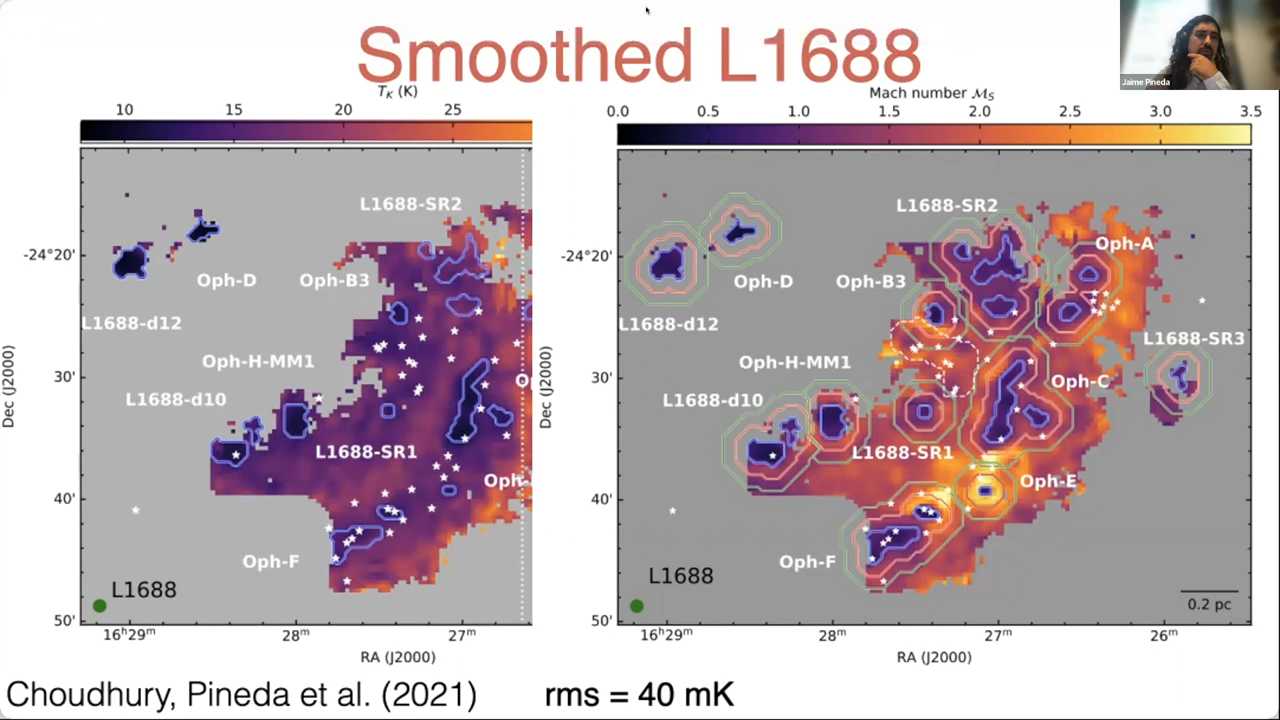 Smoothed L1688
Jaime Pineda
T_K (K)
10 15 20 25
Mach number M_S
0.0 0.5 1.0 1.5 2.0 2.5 3.0 3.5
Dec (J2000)
-24°20'
30'
40'
50'
L1688-SR2
Oph-D
Oph-B3
L1688-d12
Oph-H-MM1
L1688-d10
L1688-SR1
Oph-
Oph-F
L1688
16h29m 28m 27m
RA (J2000)
Dec (J2000)
-24°20'
30'
40'
50'
L1688-SR2
Oph-A
Oph-D
Oph-B3
L1688-d12
L1688-SR3
Oph-H-MM1
Oph-C
L1688-d10
L1688-SR1
Oph-E
Oph-F
L1688
0.2 pc
16h29m 28m 27m 26m
RA (J2000)
Choudhury, Pineda et al. (2021)
rms = 40 mK